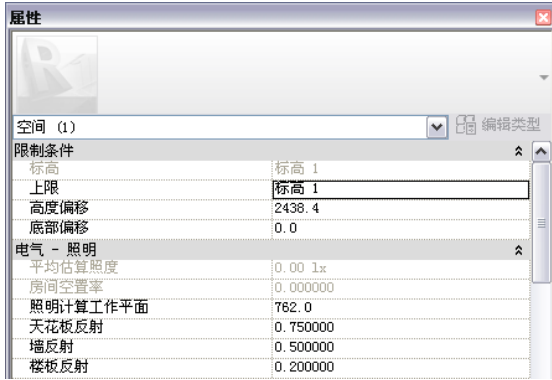 属性
空间 (1)
编辑类型
限制条件
标高 标高 1
上限 标高 1
高度偏移 2438.4
底部偏移 0.0
电气 - 照明
平均估算照度 0.00 lx
房间空置率 0.000000
照明计算工作平面 762.0
天花板反射 0.750000
墙反射 0.500000
楼板反射 0.200000